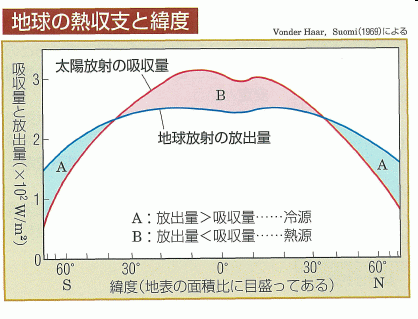 地球の熱収支と緯度
Vonder Haar, Suomi(1969)による
吸収量と放出量(×10² W/m²)
太陽放射の吸収量
B
地球放射の放出量
A
A
A：放出量>吸収量……冷源
B：放出量<吸収量……熱源
3
2
1
0
60° 30° 0° 30° 60°
S N
緯度(地表の面積比に目盛ってある)